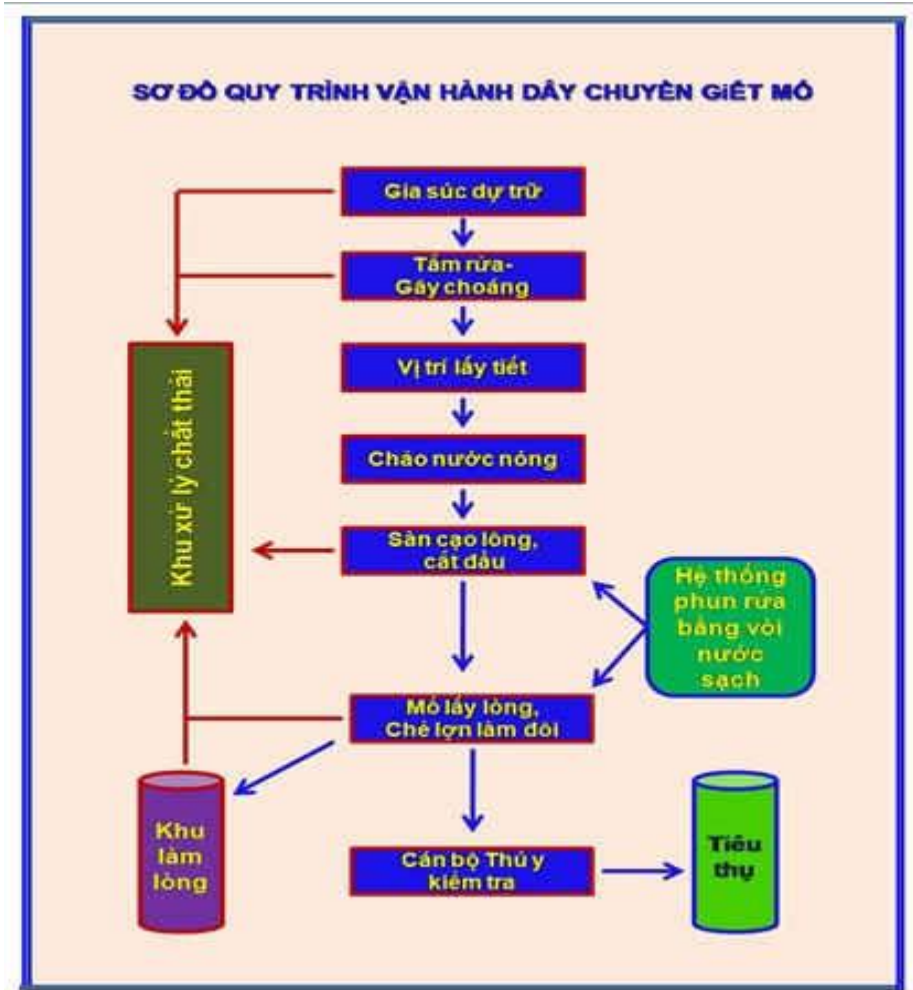 SƠ ĐỒ QUY TRÌNH VẬN HÀNH DÂY CHUYỀN GIẾT MỔ
Gia súc dự trữ
Tắm rửa-
Gây choáng
Vị trí lấy tiết
Chảo nước nóng
Sàn cạo lông,
cắt đầu
Mổ lấy lòng,
Chẻ lợn làm đôi
Cán bộ Thú y
kiểm tra
Khu xử lý chất thải
Hệ thống
phun rửa
bằng vòi
nước
sạch
Khu
làm
lòng
Tiêu
thụ